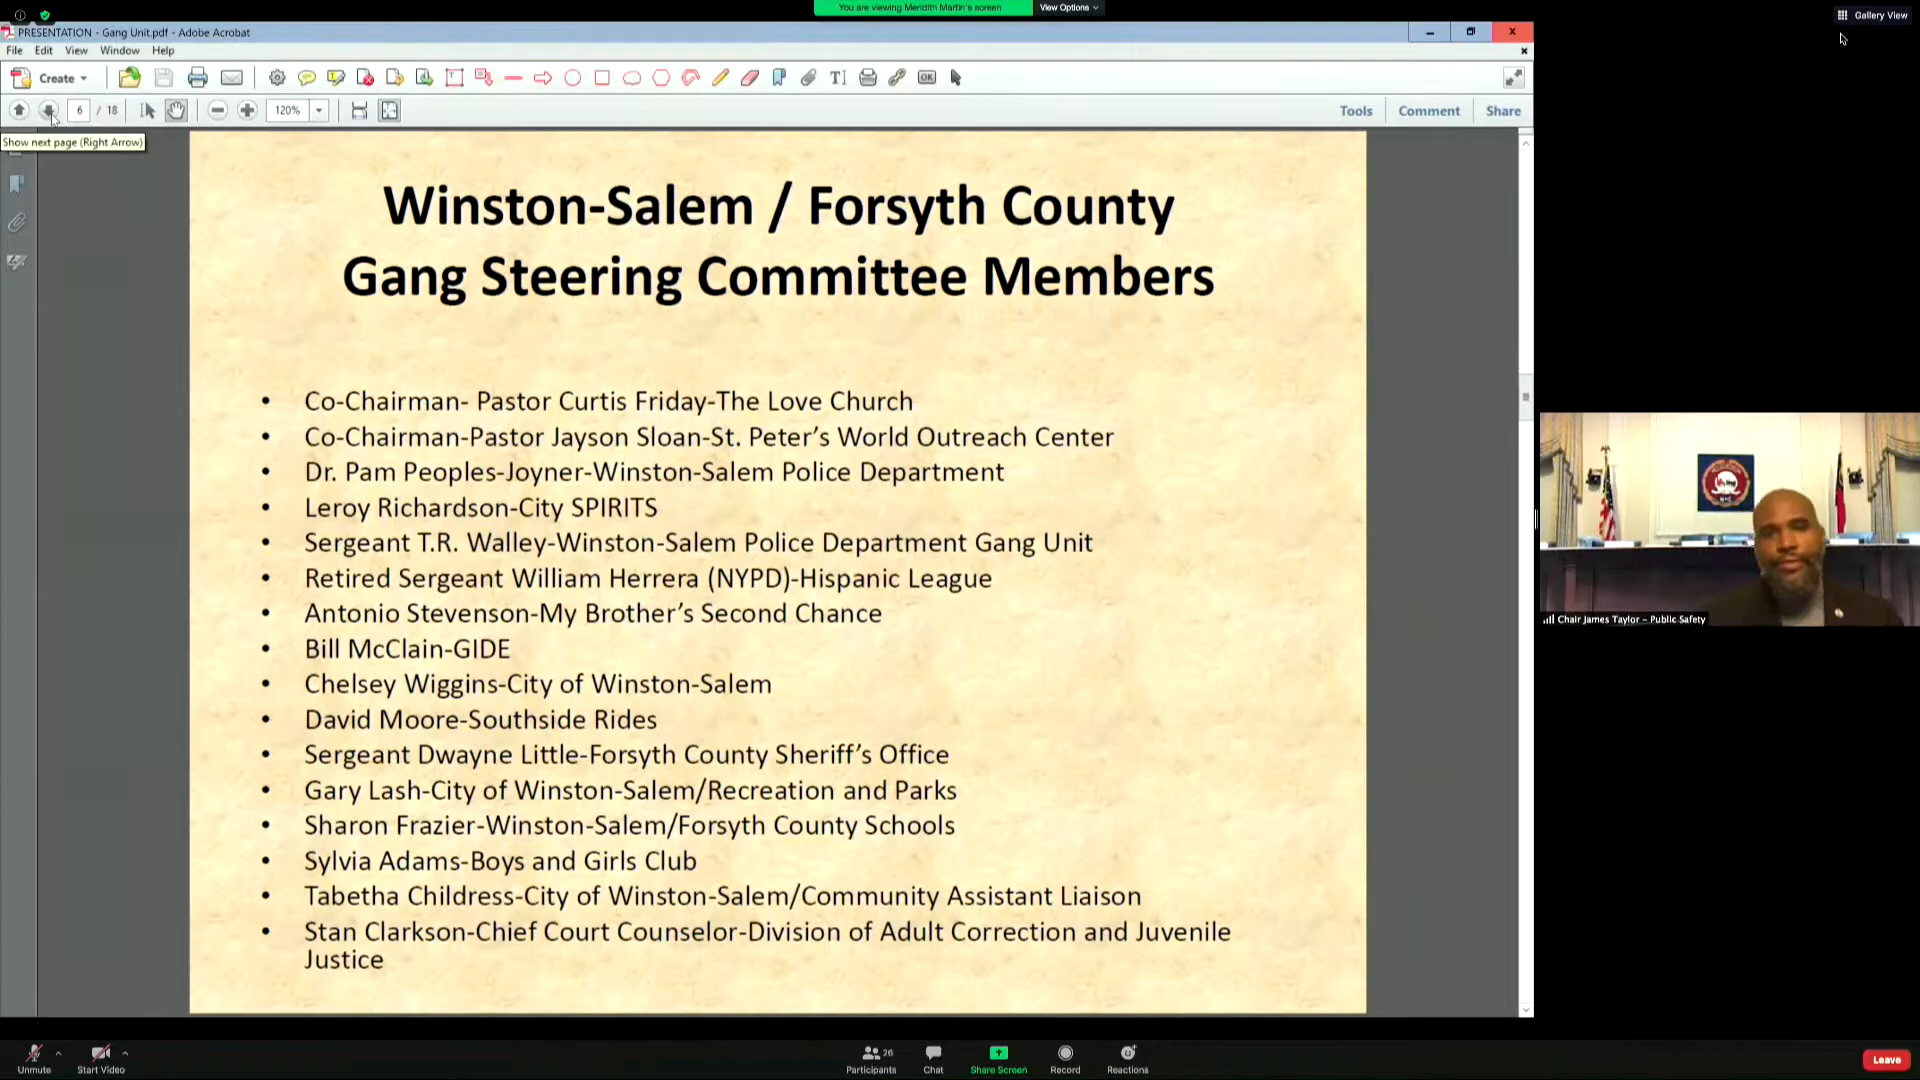 You are viewing Meridith Martin's screen
View Options
Gallery View
PRESENTATION - Gang Unit.pdf - Adobe Acrobat
File Edit View Window Help
Create
6 / 18
120%
Tools Comment Share
Show next page (Right Arrow)
Winston-Salem / Forsyth County
Gang Steering Committee Members
• Co-Chairman- Pastor Curtis Friday-The Love Church
• Co-Chairman-Pastor Jayson Sloan-St. Peter’s World Outreach Center
• Dr. Pam Peoples-Joyner-Winston-Salem Police Department
• Leroy Richardson-City SPIRITS
• Sergeant T.R. Walley-Winston-Salem Police Department Gang Unit
• Retired Sergeant William Herrera (NYPD)-Hispanic League
• Antonio Stevenson-My Brother’s Second Chance
• Bill McClain-GIDE
• Chelsey Wiggins-City of Winston-Salem
• David Moore-Southside Rides
• Sergeant Dwayne Little-Forsyth County Sheriff’s Office
• Gary Lash-City of Winston-Salem/Recreation and Parks
• Sharon Frazier-Winston-Salem/Forsyth County Schools
• Sylvia Adams-Boys and Girls Club
• Tabetha Childress-City of Winston-Salem/Community Assistant Liaison
• Stan Clarkson-Chief Court Counselor-Division of Adult Correction and Juvenile
Justice
Chair James Taylor – Public Safety
Unmute
Start Video
Participants 26
Chat
Share Screen
Record
Reactions
Leave